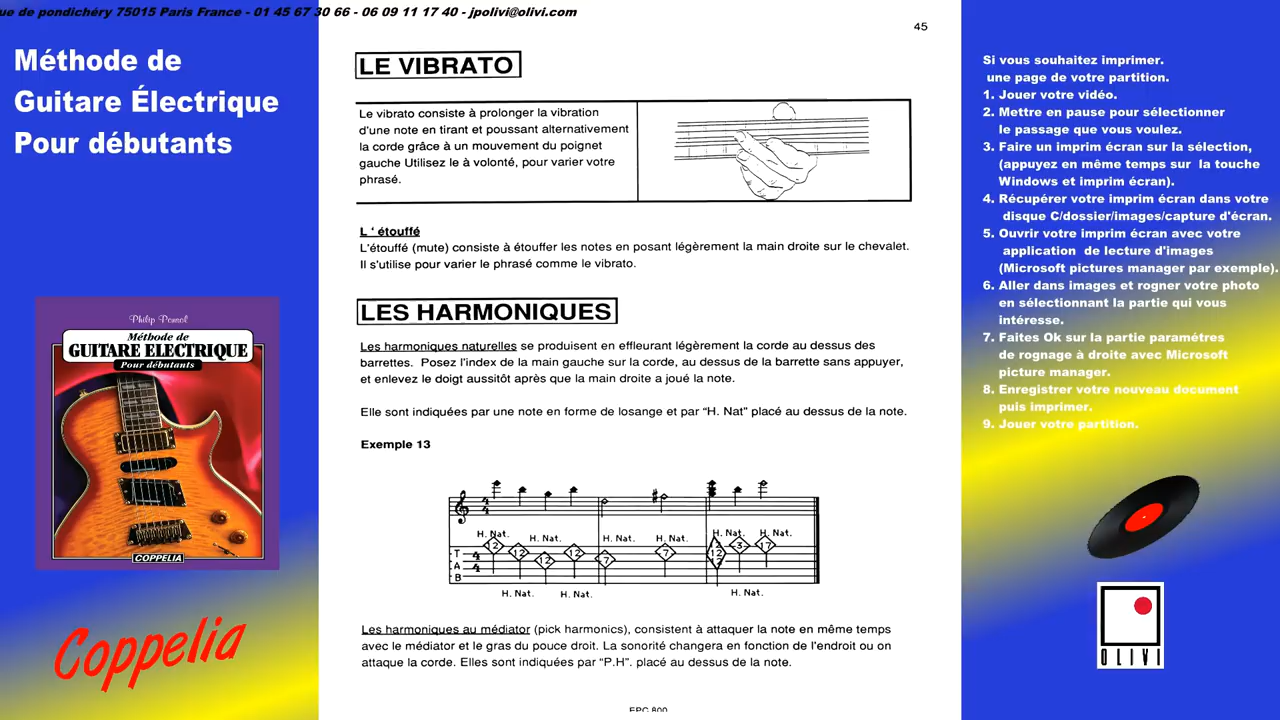 ue de pondichéry 75015 Paris France - 01 45 67 30 66 - 06 09 11 17 40 - jpolivi@olivi.com
Méthode de
Guitare Électrique
Pour débutants
Philip Pomol
Méthode de
GUITARE ELECTRIQUE
Pour débutants
COPPELIA
Coppelia
45
LE VIBRATO
Le vibrato consiste à prolonger la vibration
d'une note en tirant et poussant alternativement
la corde grâce à un mouvement du poignet
gauche Utilisez le à volonté, pour varier votre
phrasé.
L ' étouffé
L'étouffé (mute) consiste à étouffer les notes en posant légèrement la main droite sur le chevalet.
Il s'utilise pour varier le phrasé comme le vibrato.
LES HARMONIQUES
Les harmoniques naturelles se produisent en effleurant légèrement la corde au dessus des
barrettes. Posez l'index de la main gauche sur la corde, au dessus de la barrette sans appuyer,
et enlevez le doigt aussitôt après que la main droite a joué la note.
Elle sont indiquées par une note en forme de losange et par “H. Nat” placé au dessus de la note.
Exemple 13
4 4
H. Nat. H. Nat. H. Nat. H. Nat. H. Nat. H. Nat.
T A B 4 4 12 12 12 12 7 7 12 12 3 17
H. Nat. H. Nat. H. Nat.
Les harmoniques au médiator (pick harmonics), consistent à attaquer la note en même temps
avec le médiator et le gras du pouce droit. La sonorité changera en fonction de l'endroit ou on
attaque la corde. Elles sont indiquées par “P.H”. placé au dessus de la note.
EPC 800
Si vous souhaitez imprimer.
une page de votre partition.
1. Jouer votre vidéo.
2. Mettre en pause pour sélectionner
le passage que vous voulez.
3. Faire un imprim écran sur la sélection,
(appuyez en même temps sur la touche
Windows et imprim écran).
4. Récupérer votre imprim écran dans votre
disque C/dossier/images/capture d'écran.
5. Ouvrir votre imprim écran avec votre
application de lecture d'images
(Microsoft pictures manager par exemple).
6. Aller dans images et rogner votre photo
en sélectionnant la partie qui vous
intéresse.
7. Faites Ok sur la partie paramétres
de rognage à droite avec Microsoft
picture manager.
8. Enregistrer votre nouveau document
puis imprimer.
9. Jouer votre partition.
OLIVI